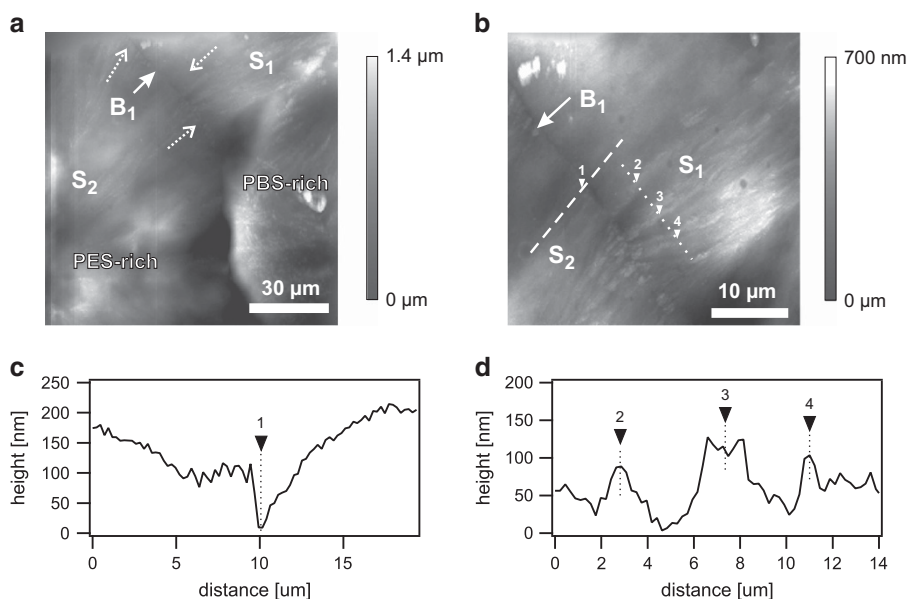 a
1.4 µm
S1
B1
S2
PBS-rich
PES-rich
30 µm
0 µm
b
700 nm
B1
S1
1
2
3
4
S2
10 µm
0 µm
c
250
200
150
100
50
0
height [nm]
1
0 5 10 15
distance [um]
d
200
150
100
50
0
height [nm]
2 3 4
0 2 4 6 8 10 12 14
distance [um]